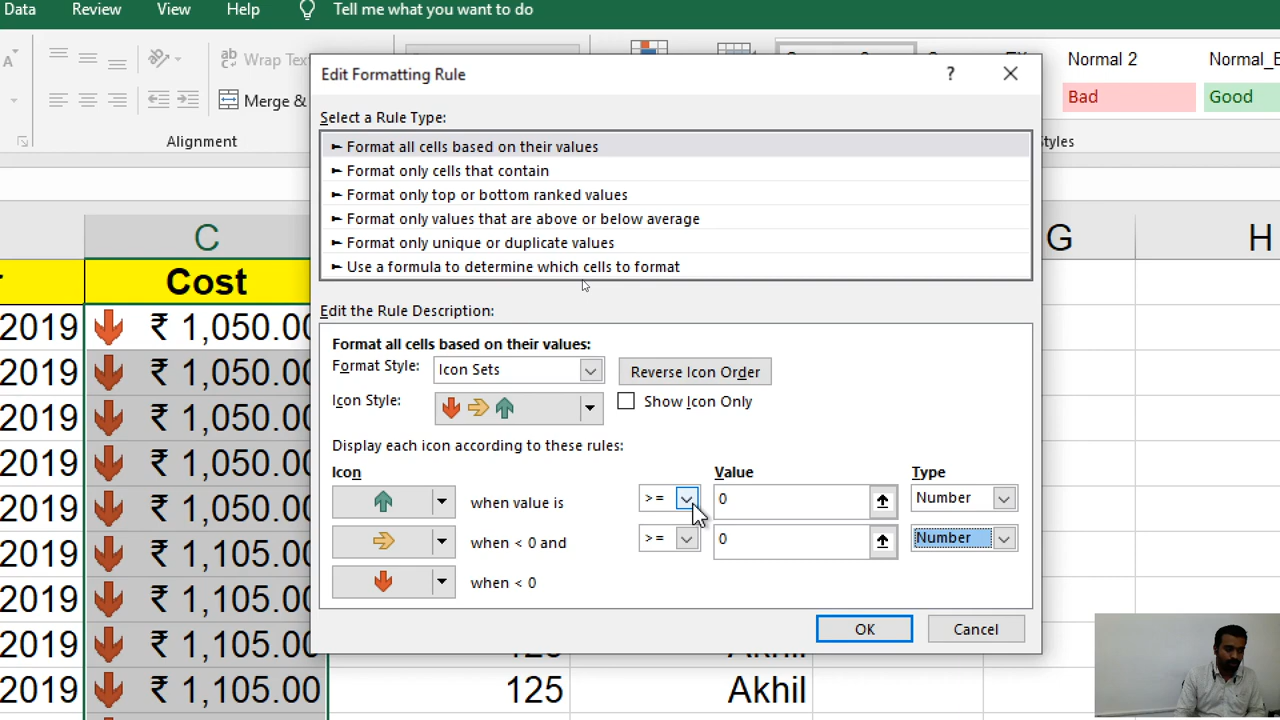 Data Review View Help Tell me what you want to do
A ab Wrap Normal 2
Merge & Bad Good
Alignment
Edit Formatting Rule ? ×
Select a Rule Type:
► Format all cells based on their values
► Format only cells that contain
► Format only top or bottom ranked values
► Format only values that are above or below average
► Format only unique or duplicate values
► Use a formula to determine which cells to format
Edit the Rule Description:
Format all cells based on their values:
Format Style: Icon Sets Reverse Icon Order
Icon Style: Show Icon Only
Display each icon according to these rules:
Icon Value Type
when value is >= 0 Number
when < 0 and >= 0 Number
when < 0
OK Cancel
C G H
Cost
2019 ₹ 1,050.00
2019 ₹ 1,050.00
2019 ₹ 1,050.00
2019 ₹ 1,050.00
2019 ₹ 1,050.00
2019 ₹ 1,105.00
2019 ₹ 1,105.00
2019 ₹ 1,105.00 125 Akhil
2019 ₹ 1,105.00 125 Akhil